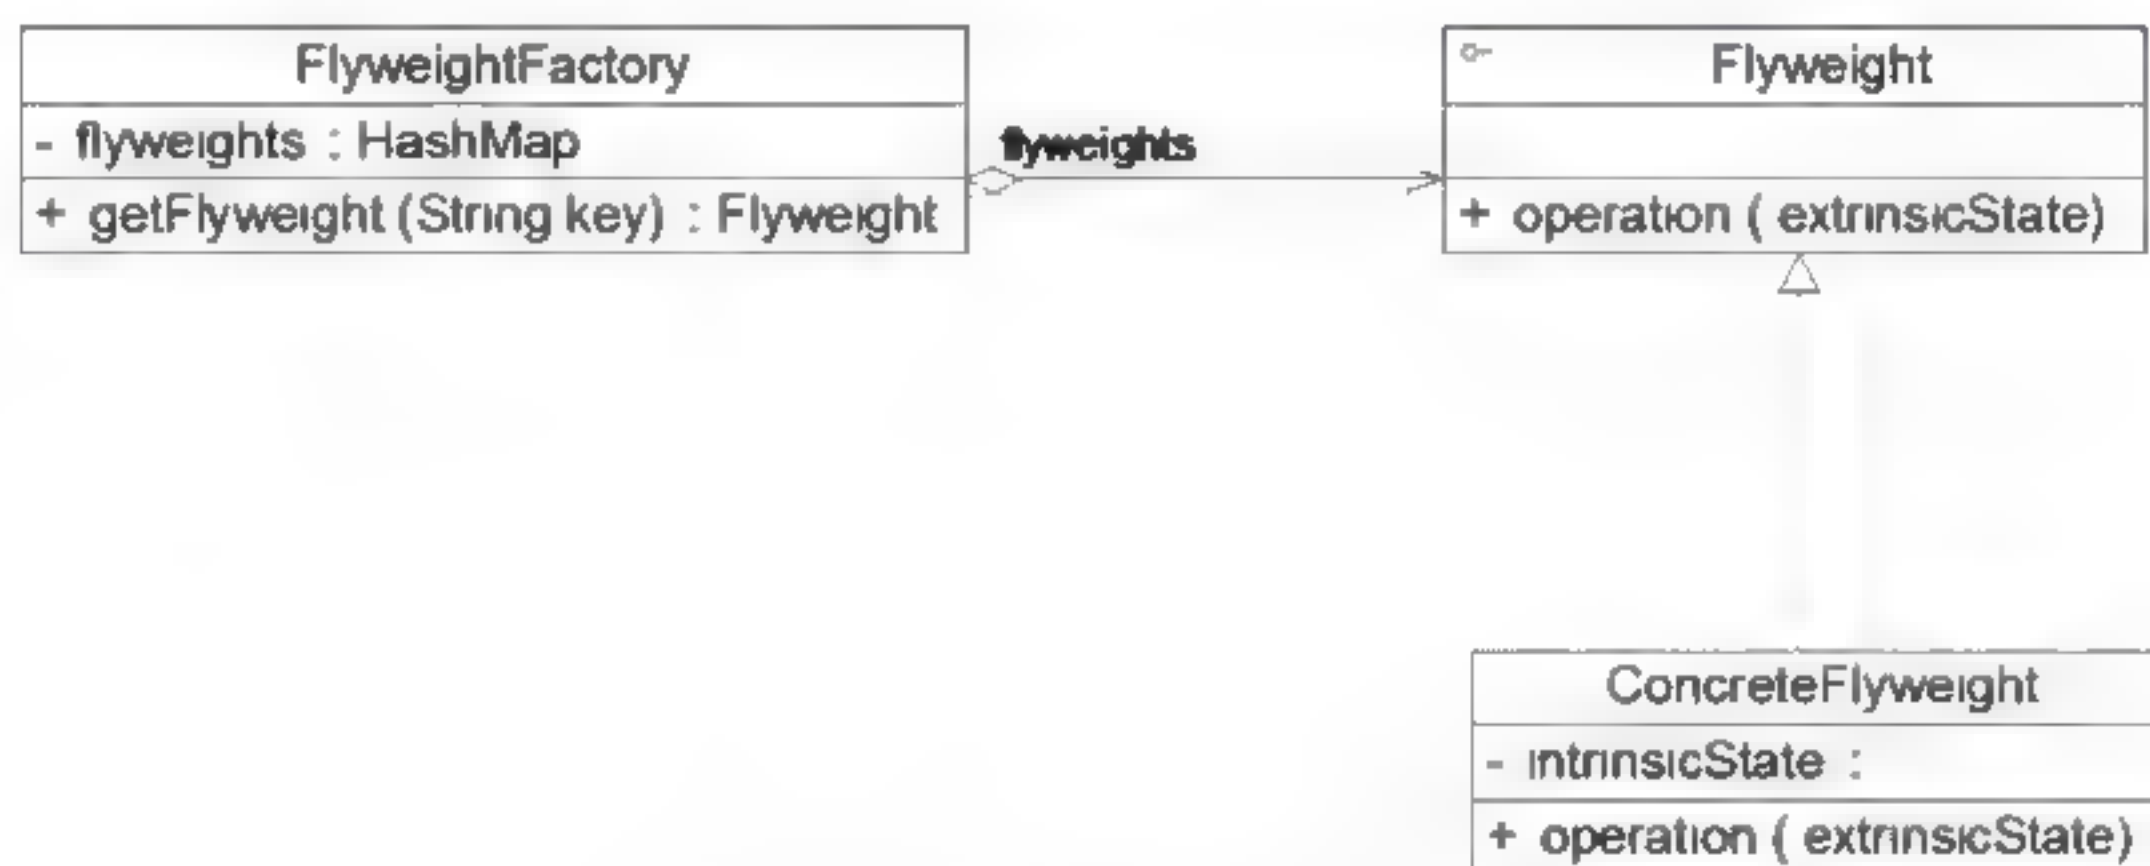 FlyweightFactory
- flyweights : HashMap
+ getFlyweight (String key) : Flyweight
flyweights
Flyweight
+ operation ( extrinsicState)
ConcreteFlyweight
- intrinsicState :
+ operation ( extrinsicState)